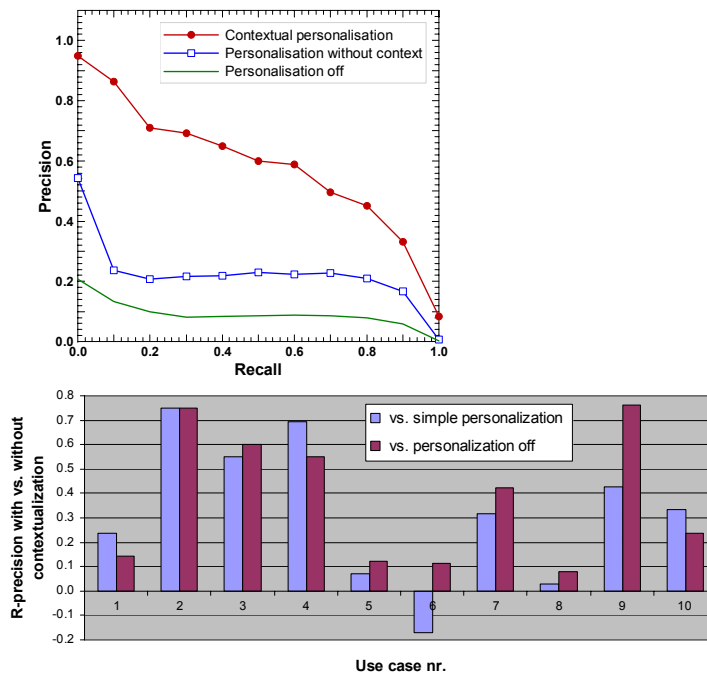 1.0
0.8
0.6
0.4
0.2
0.0
Precision
Contextual personalisation
Personalisation without context
Personalisation off
0.0 0.2 0.4 0.6 0.8 1.0
Recall
0.8
0.7
0.6
0.5
0.4
0.3
0.2
0.1
0.0
-0.1
-0.2
R-precision with vs. without
contextualization
vs. simple personalization
vs. personalization off
1 2 3 4 5 6 7 8 9 10
Use case nr.